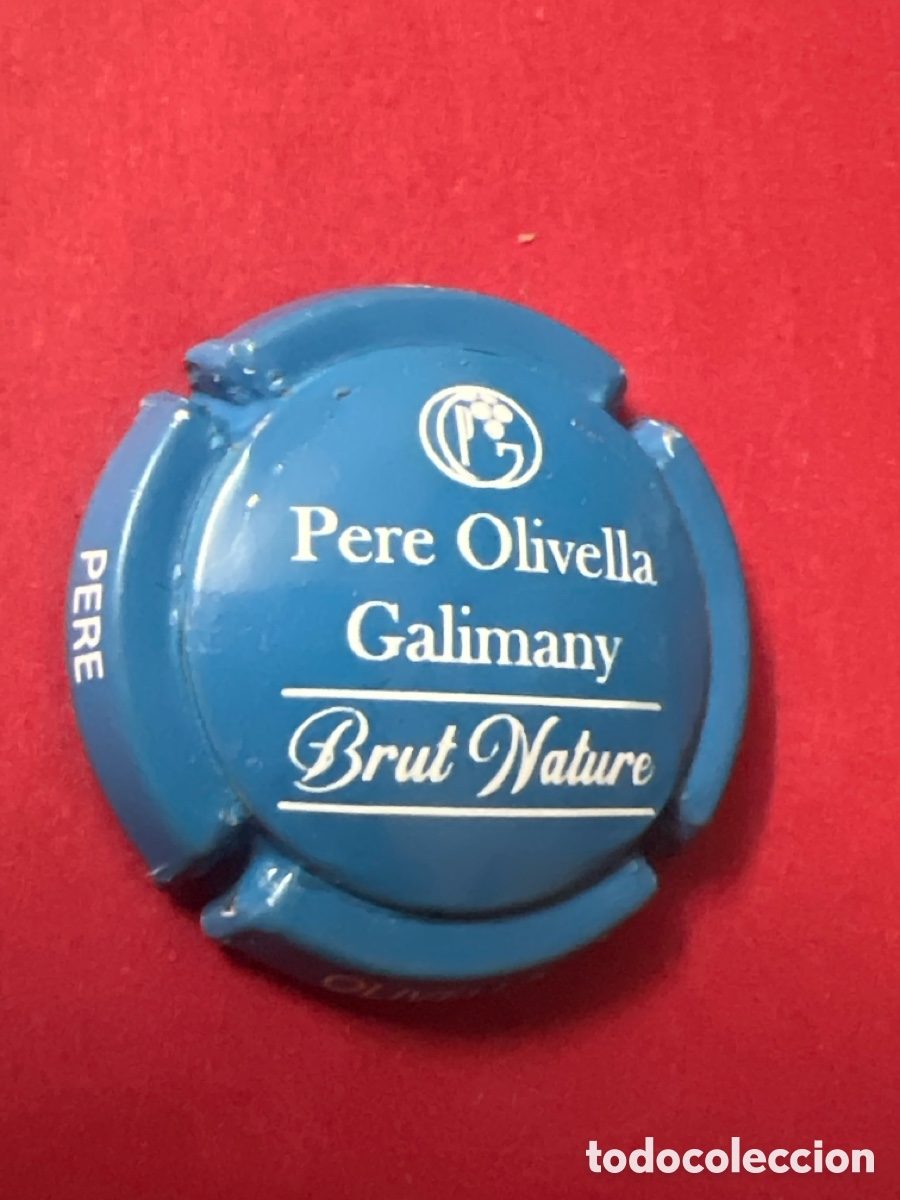 Pere Olivella
Galimany
Brut Nature
PERE
todocoleccion